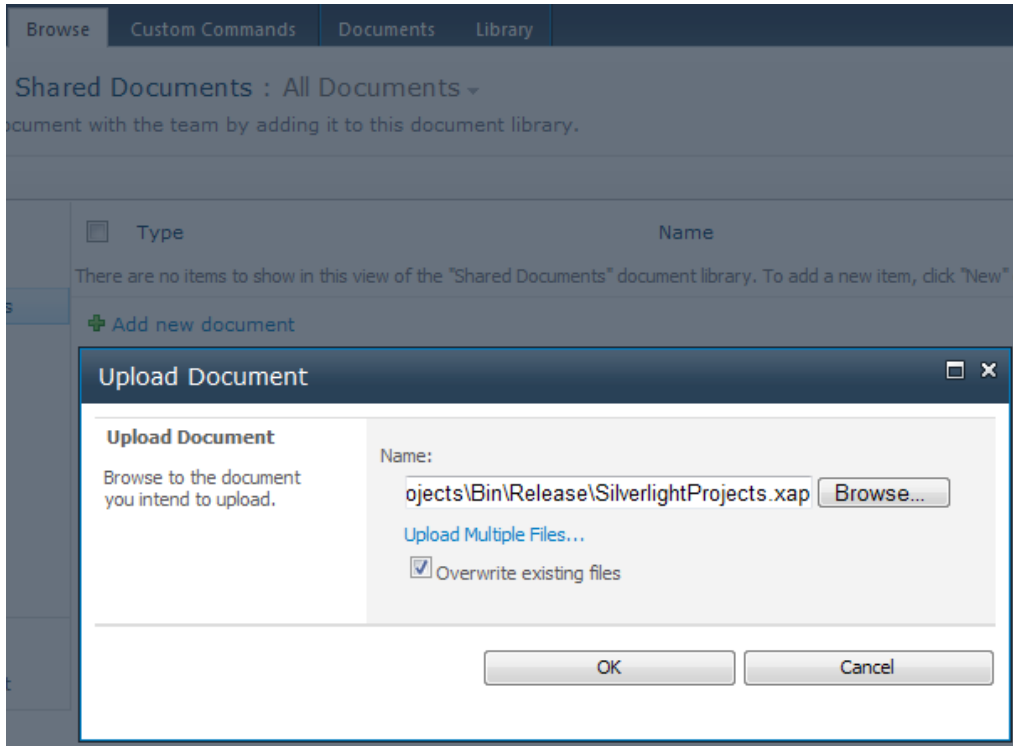 Browse Custom Commands Documents Library
Shared Documents : All Documents
ocument with the team by adding it to this document library.
Type Name
There are no items to show in this view of the "Shared Documents" document library. To add a new item, click "New"
s
Add new document
Upload Document
Upload Document
Browse to the document
you intend to upload.
Name:
ojects\Bin\Release\SilverlightProjects.xap Browse...
Upload Multiple Files...
Overwrite existing files
OK Cancel
t